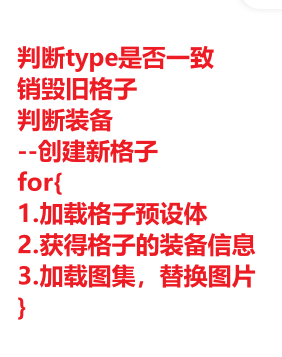 判断type是否一致
销毁旧格子
判断装备
--创建新格子
for{
1.加载格子预设体
2.获得格子的装备信息
3.加载图集，替换图片
}